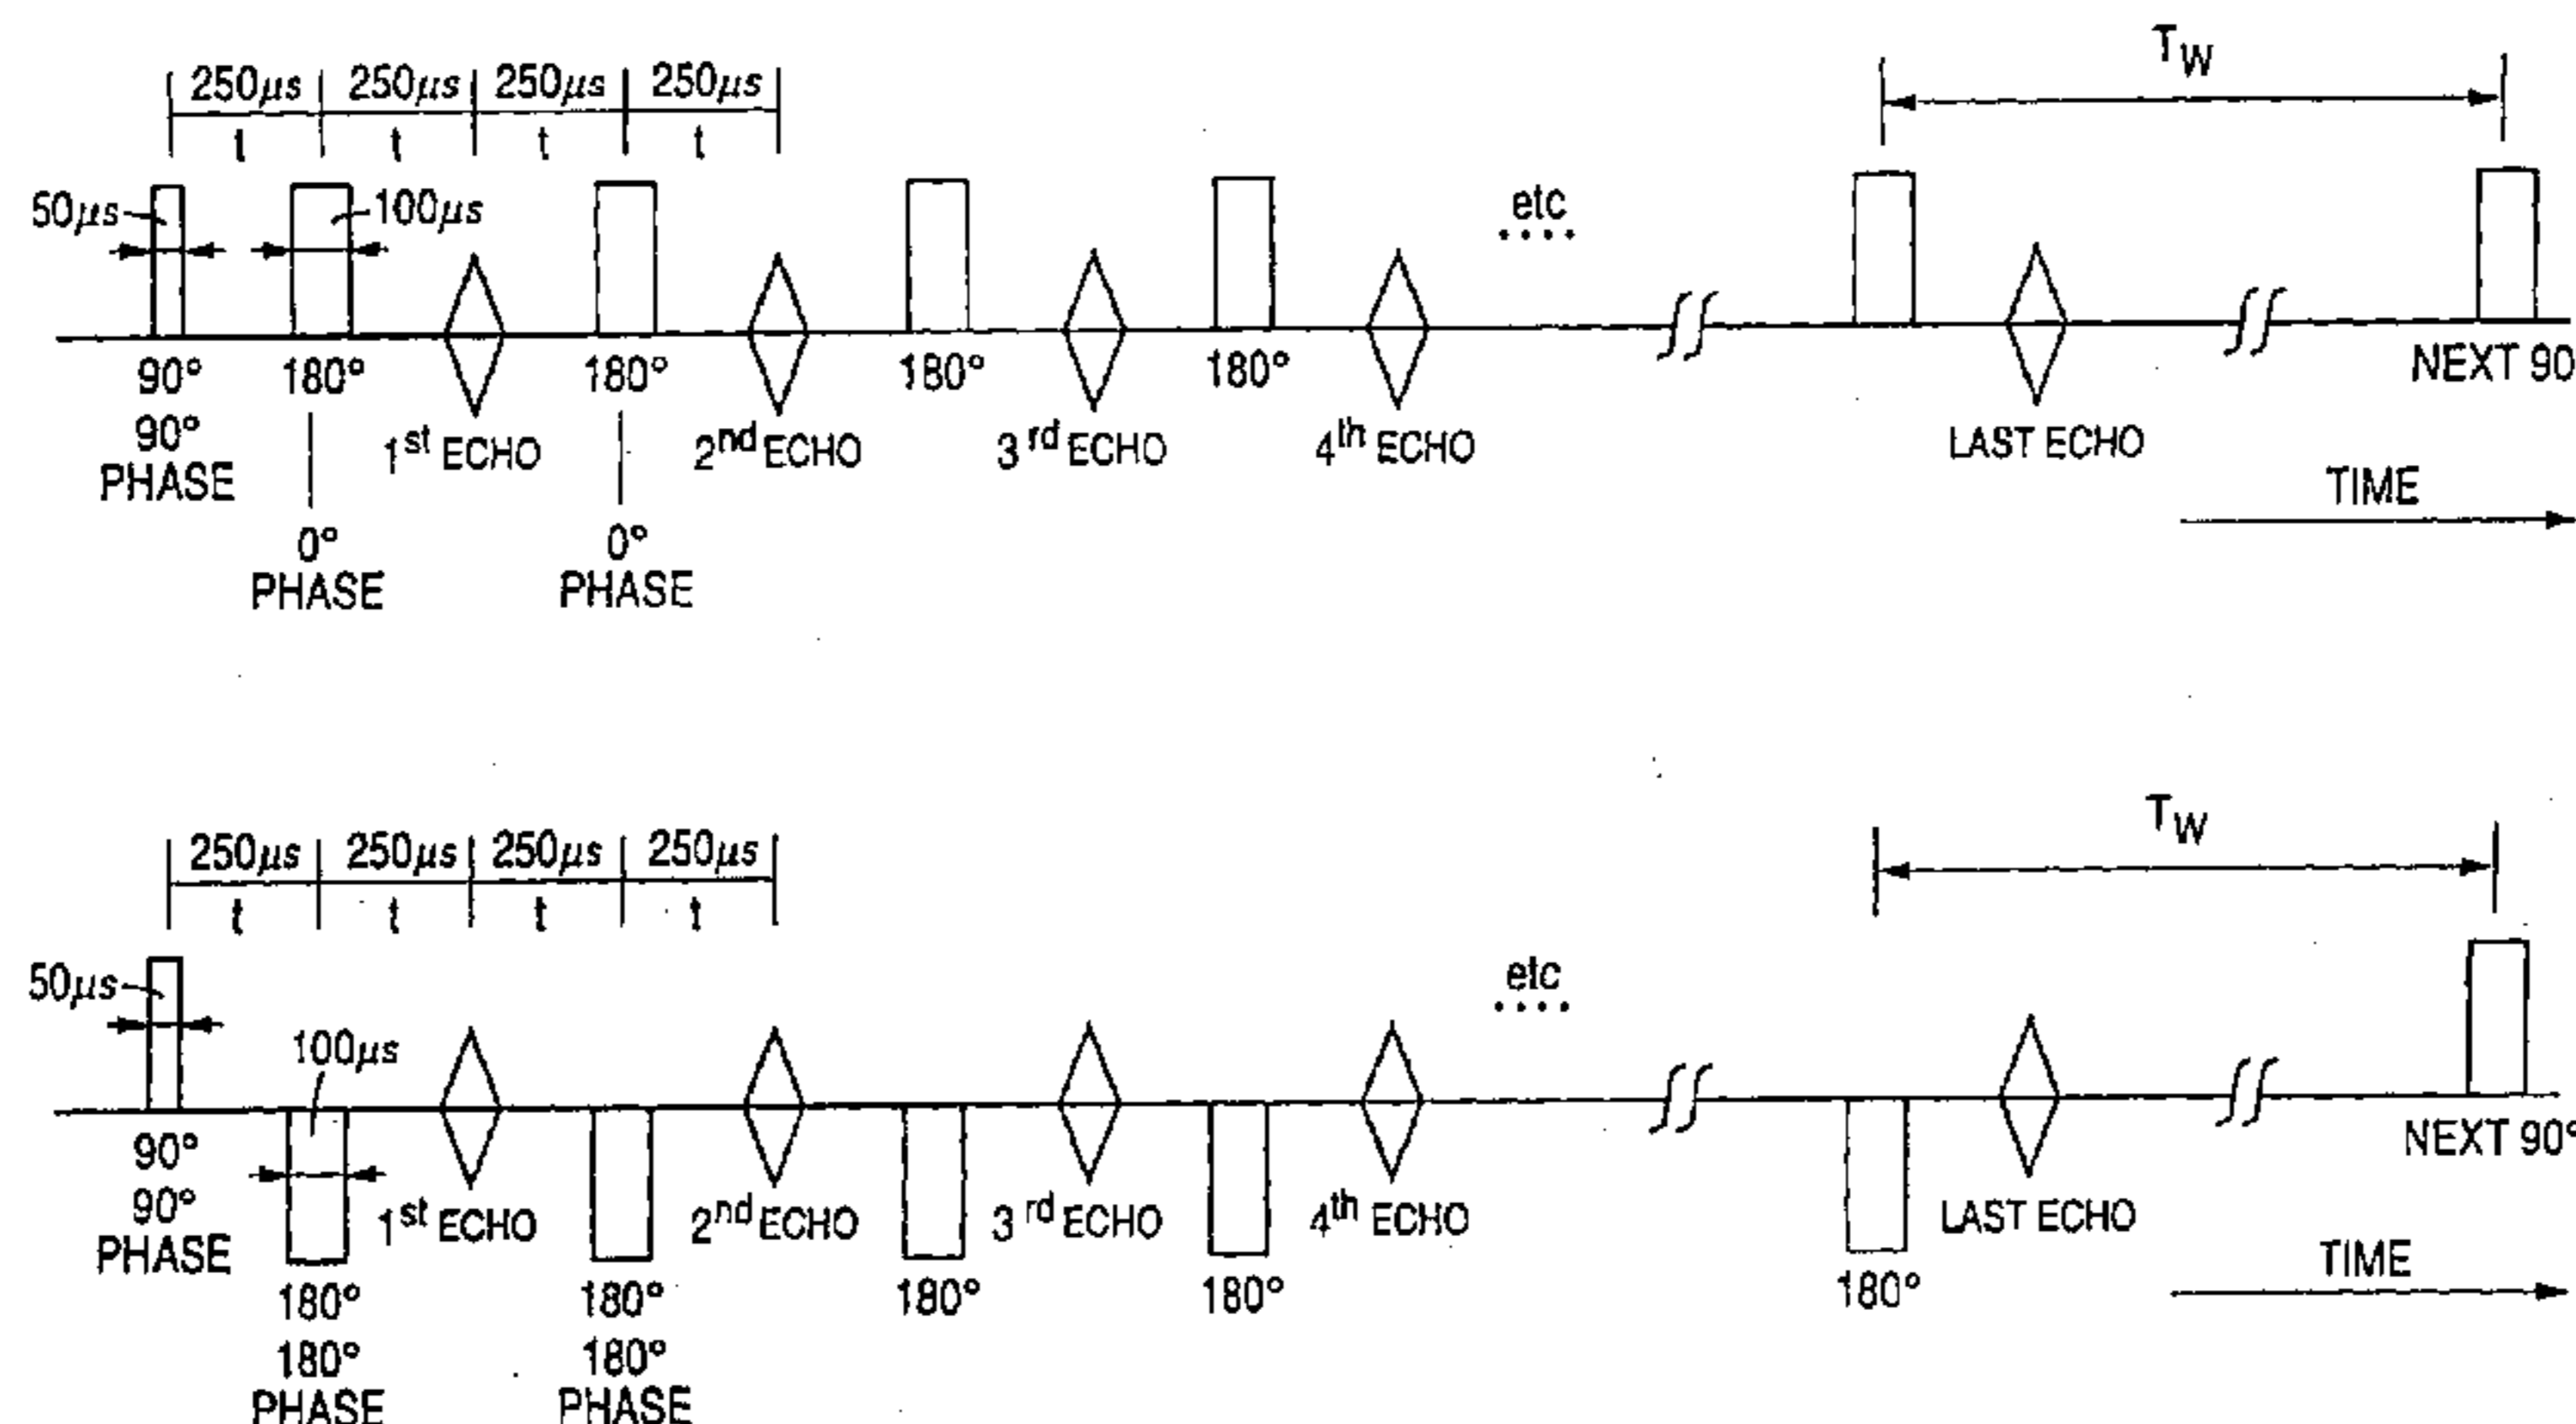 T_W
250μs 250μs 250μs 250μs
t t t t
50μs 100μs
etc
....
90° 180° 180° 180° 180° NEXT 90
90°
PHASE
1st ECHO 2nd ECHO 3rd ECHO 4th ECHO LAST ECHO
TIME
0° 0°
PHASE PHASE
T_W
250μs 250μs 250μs 250μs
t t t t
50μs
etc
....
100μs
90° NEXT 90°
90°
PHASE
1st ECHO 2nd ECHO 3rd ECHO 4th ECHO LAST ECHO
TIME
180° 180° 180° 180° 180°
180° 180°
PHASE PHASE